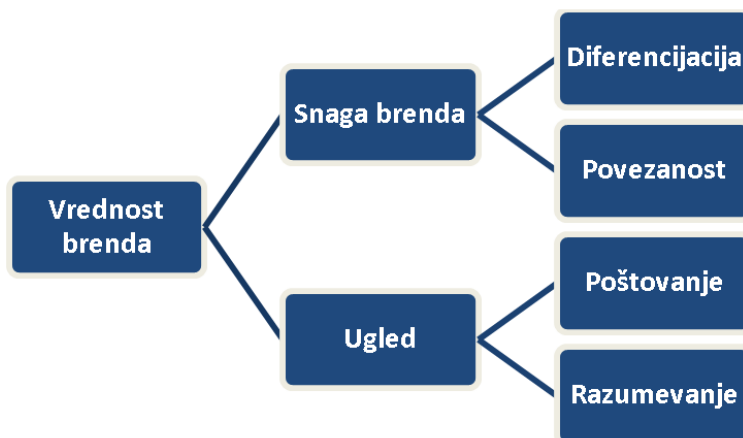 Vrednost
brenda
Snaga brenda
Diferencijacija
Povezanost
Ugled
Poštovanje
Razumevanje